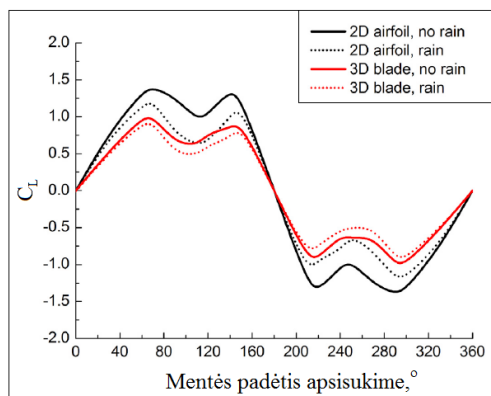 2D airfoil, no rain
2D airfoil, rain
3D blade, no rain
3D blade, rain
2.0
1.5
1.0
0.5
0.0
-0.5
-1.0
-1.5
-2.0
C_L
0 40 80 120 160 200 240 280 320 360
Mentės padėtis apsisukime,°